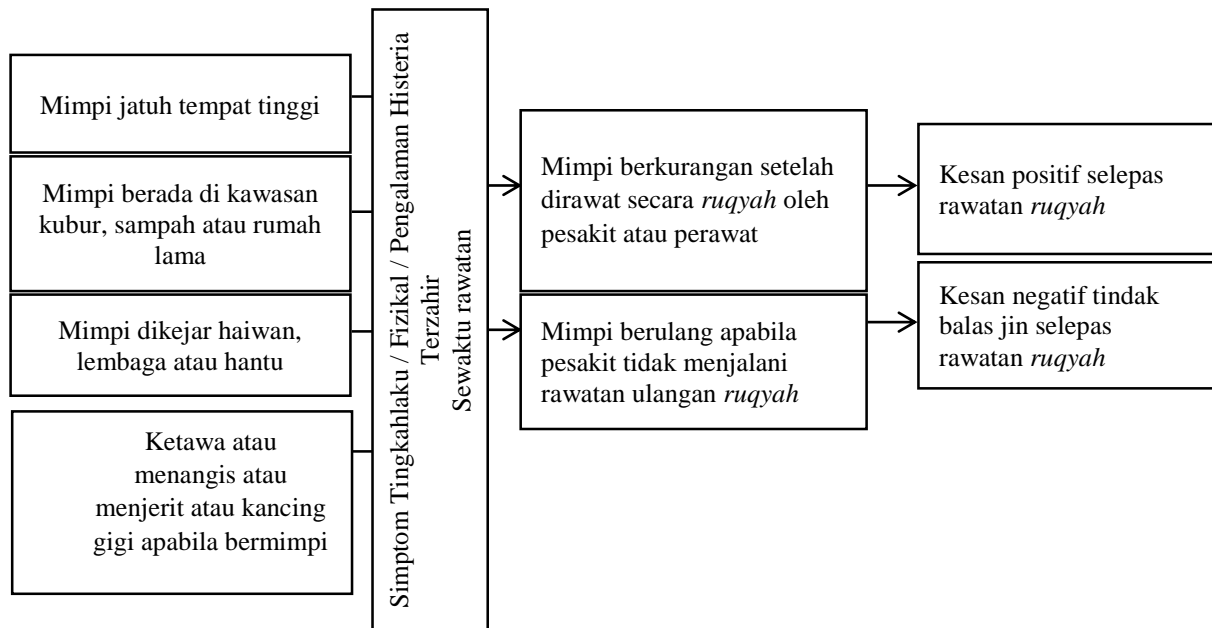 Mimpi jatuh tempat tinggi
Mimpi berada di kawasan
kubur, sampah atau rumah
lama
Mimpi dikejar haiwan,
lembaga atau hantu
Ketawa atau
menangis atau
menjerit atau kancing
gigi apabila bermimpi
Simptom Tingkahlaku / Fizikal / Pengalaman Histeria
Terzahir
Sewaktu rawatan
Mimpi berkurangan setelah
dirawat secara ruqyah oleh
pesakit atau perawat
Mimpi berulang apabila
pesakit tidak menjalani
rawatan ulangan ruqyah
Kesan positif selepas
rawatan ruqyah
Kesan negatif tindak
balas jin selepas
rawatan ruqyah